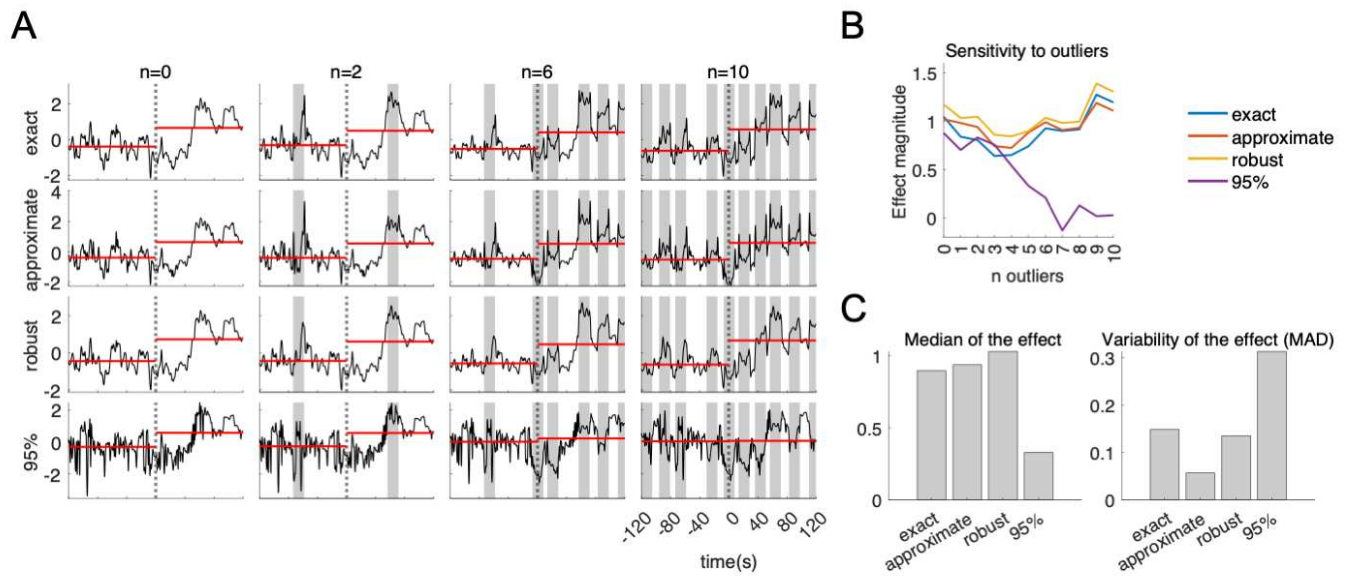 A
n=0 n=2 n=6 n=10
exact
2
0
-2
approximate
4
2
0
-2
robust
2
0
-2
95%
2
0
-2
-120 -80 -40 0 40 80 120
time(s)
B
Sensitivity to outliers
Effect magnitude
1.5
1
0.5
0
0 1 2 3 4 5 6 7 8 9 10
n outliers
exact
approximate
robust
95%
C
Median of the effect
1
0.5
0
exact approximate robust 95%
Variability of the effect (MAD)
0.3
0.2
0.1
0
exact approximate robust 95%